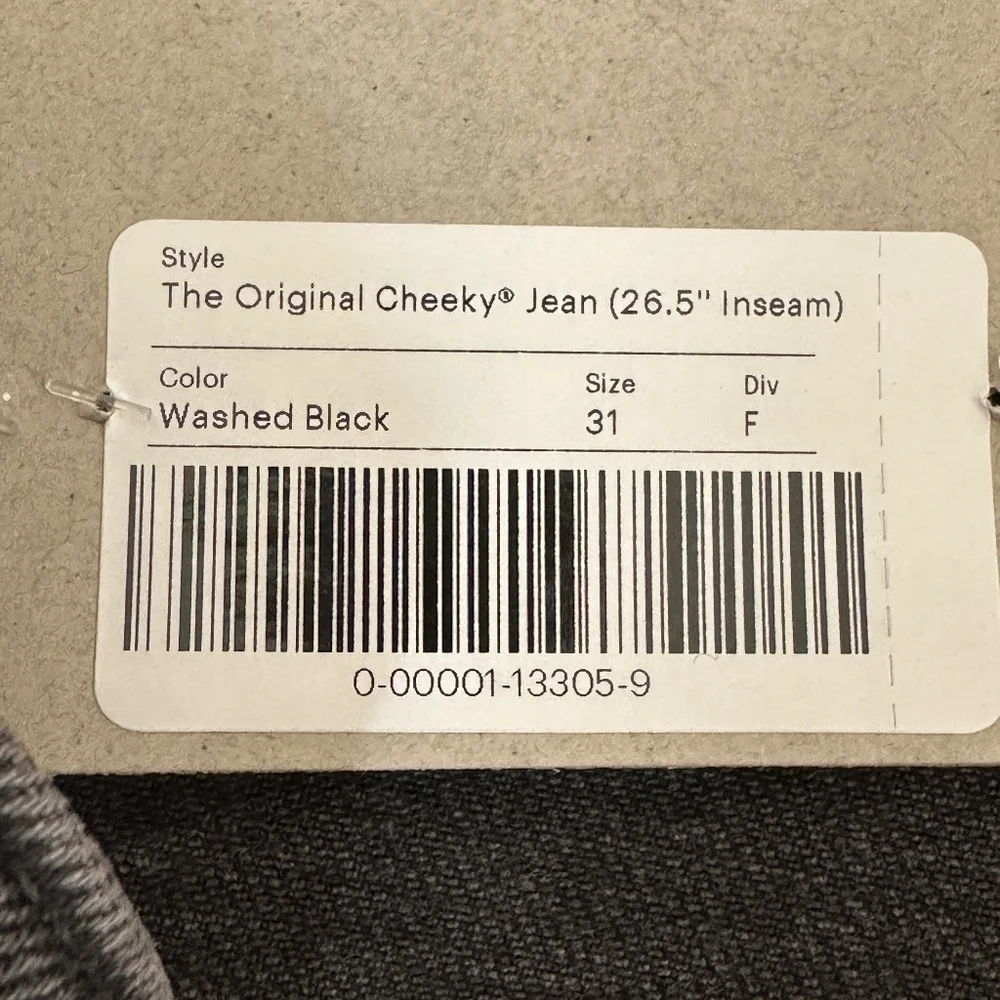 Style
The Original Cheeky® Jean (26.5" Inseam)
Color Size Div
Washed Black 31 F
0-00001-13305-9